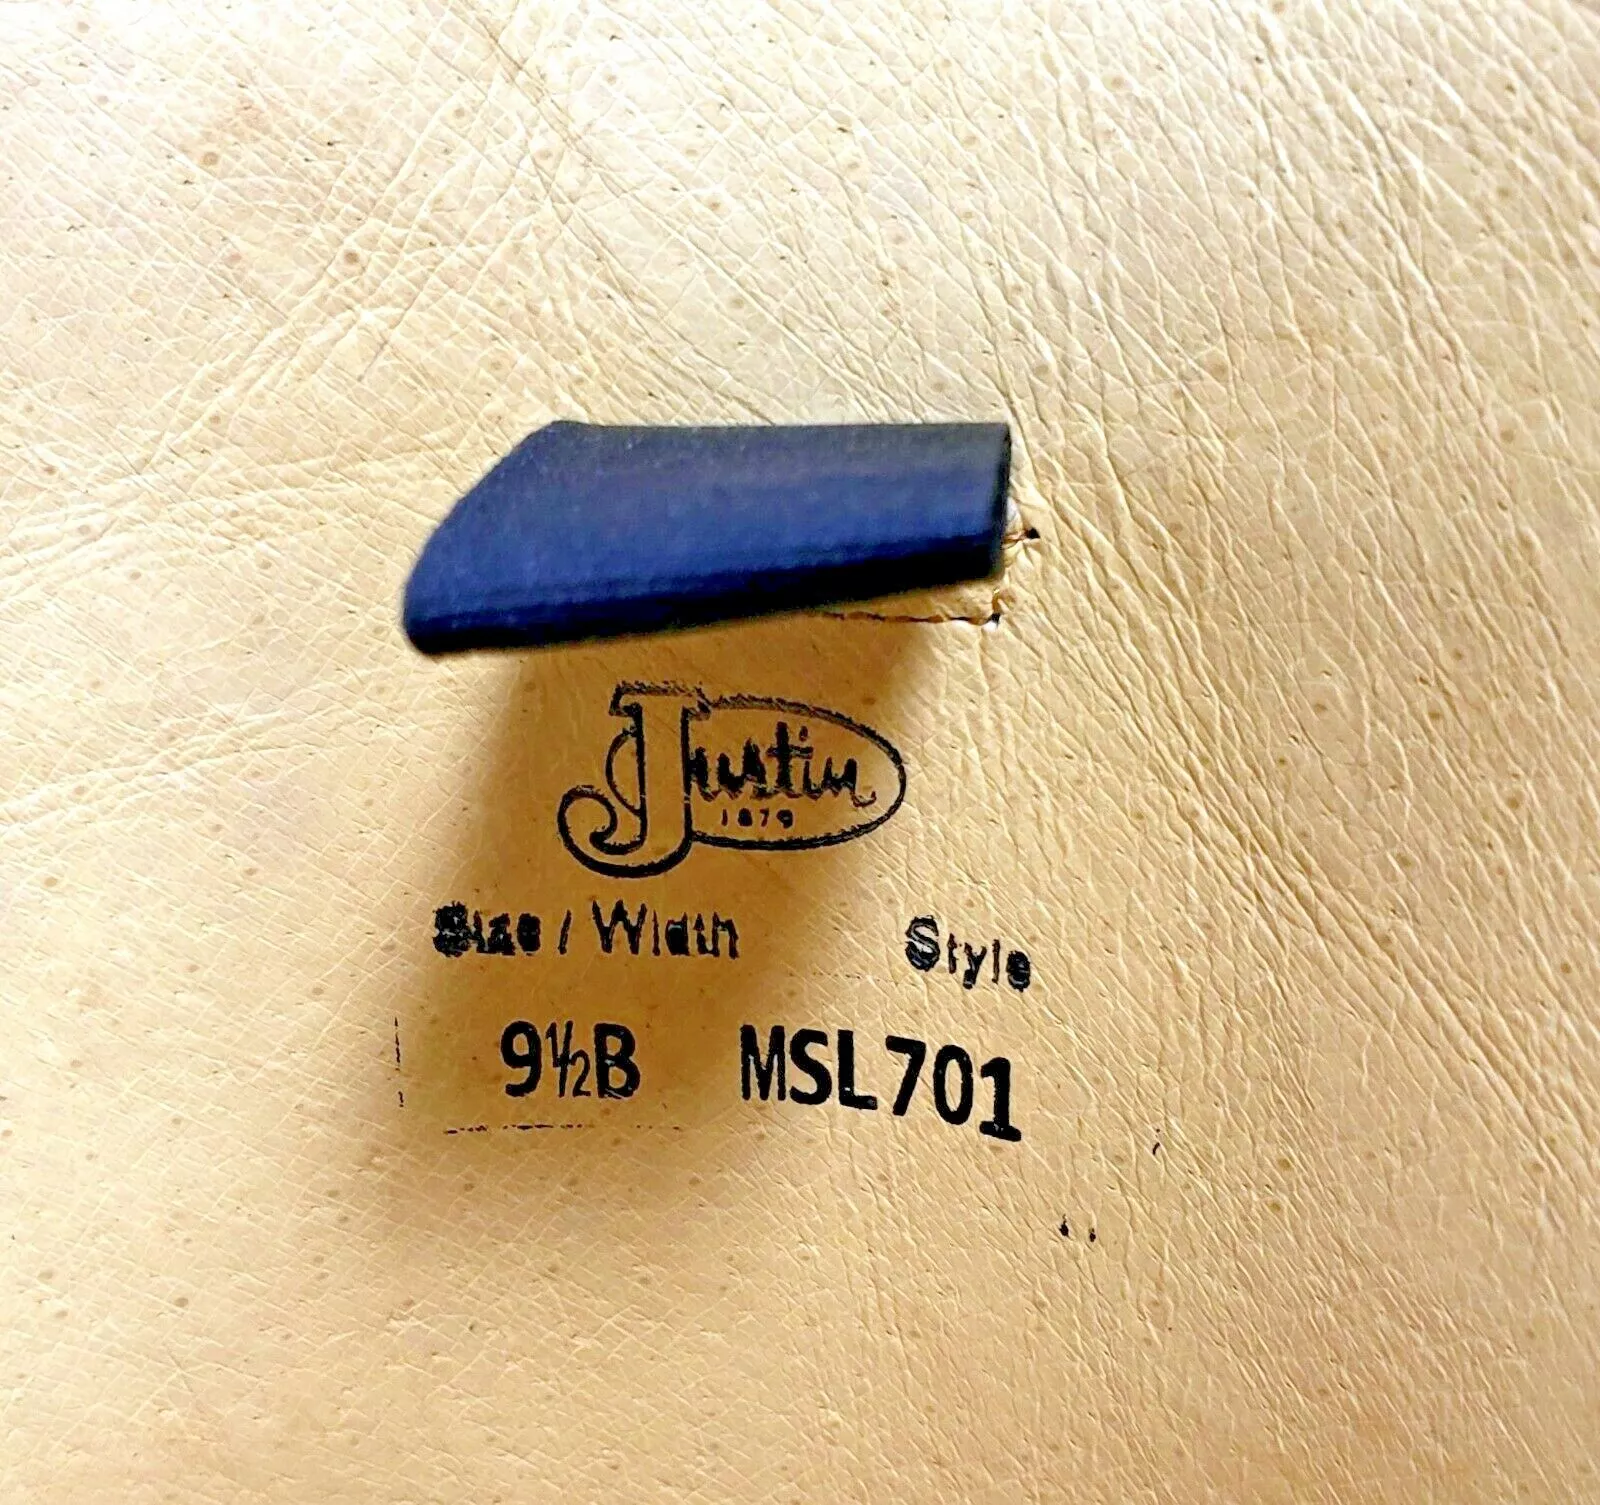 Justin
1879
Size / Width Style
9½B MSL701